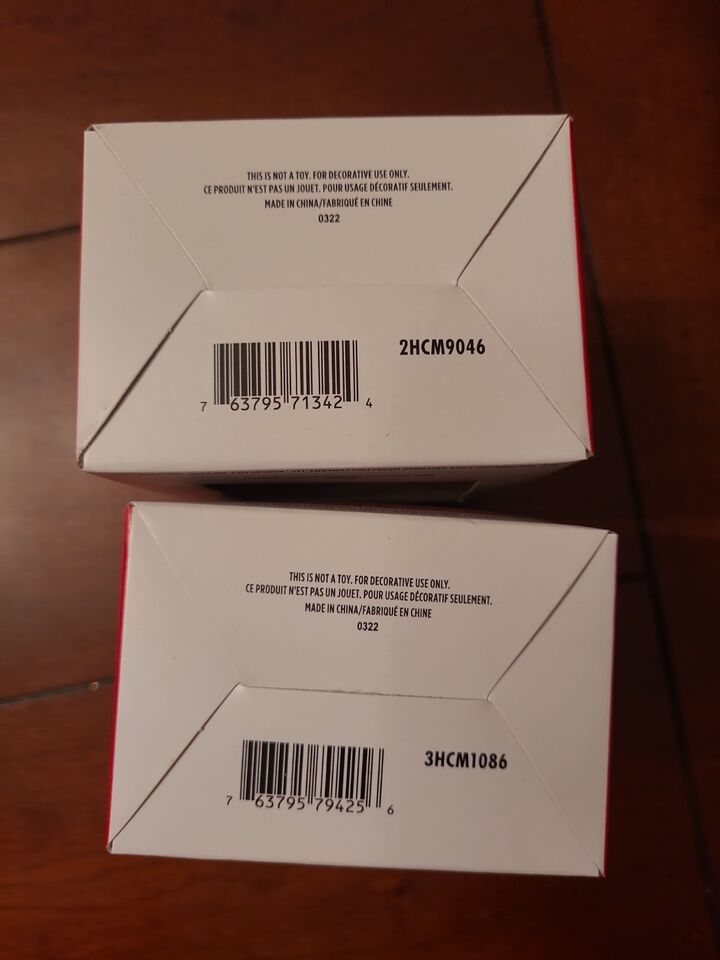 THIS IS NOT A TOY. FOR DECORATIVE USE ONLY.
CE PRODUIT N'EST PAS UN JOUET. POUR USAGE DÉCORATIF SEULEMENT.
MADE IN CHINA/FABRIQUÉ EN CHINE
0322
2HCM9046
7 63795 71342 4
THIS IS NOT A TOY. FOR DECORATIVE USE ONLY.
CE PRODUIT N'EST PAS UN JOUET. POUR USAGE DÉCORATIF SEULEMENT.
MADE IN CHINA/FABRIQUÉ EN CHINE
0322
3HCM1086
7 63795 79425 6